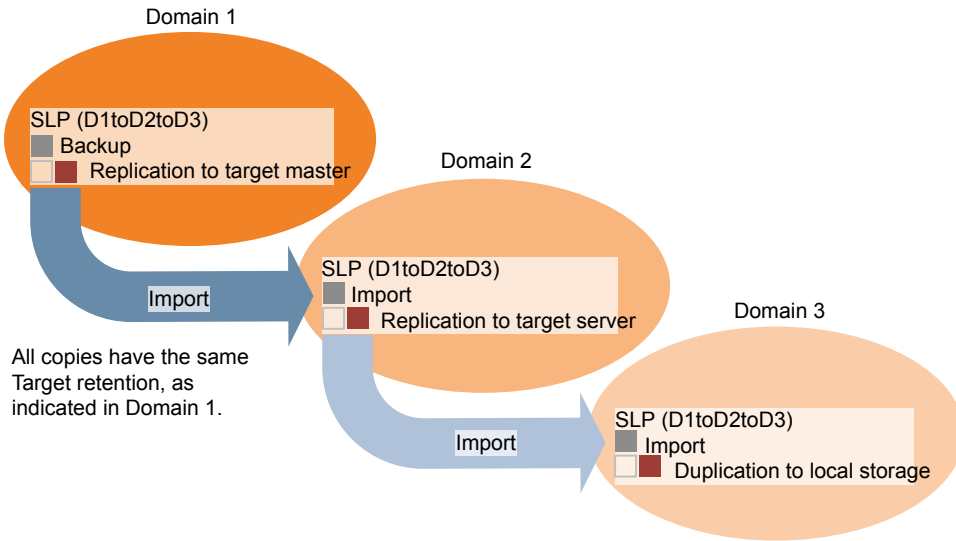 Domain 1
SLP (D1toD2toD3)
Backup
Replication to target master
Import
Domain 2
SLP (D1toD2toD3)
Import
Replication to target server
All copies have the same
Target retention, as
indicated in Domain 1.
Import
Domain 3
SLP (D1toD2toD3)
Import
Duplication to local storage